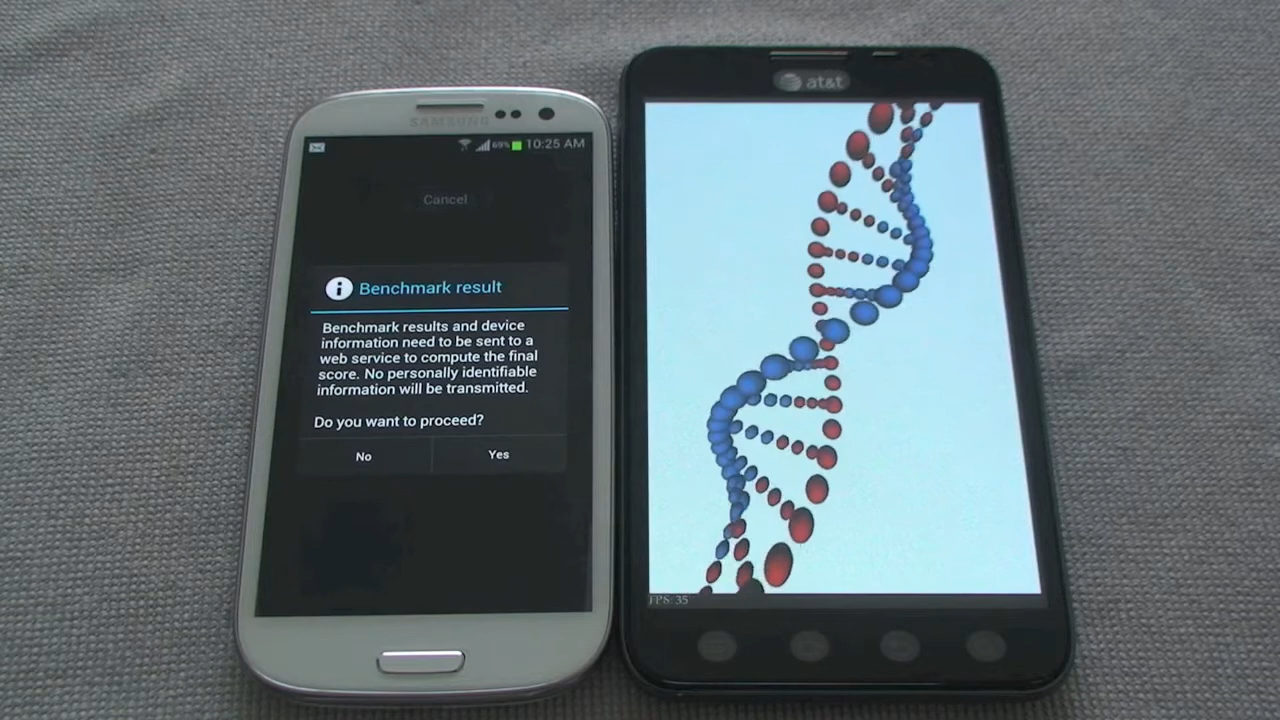 SAMSUNG
69% 10:25 AM
Cancel
Benchmark result
Benchmark results and device
information need to be sent to a
web service to compute the final
score. No personally identifiable
information will be transmitted.
Do you want to proceed?
No Yes
at&t
FPS: 35